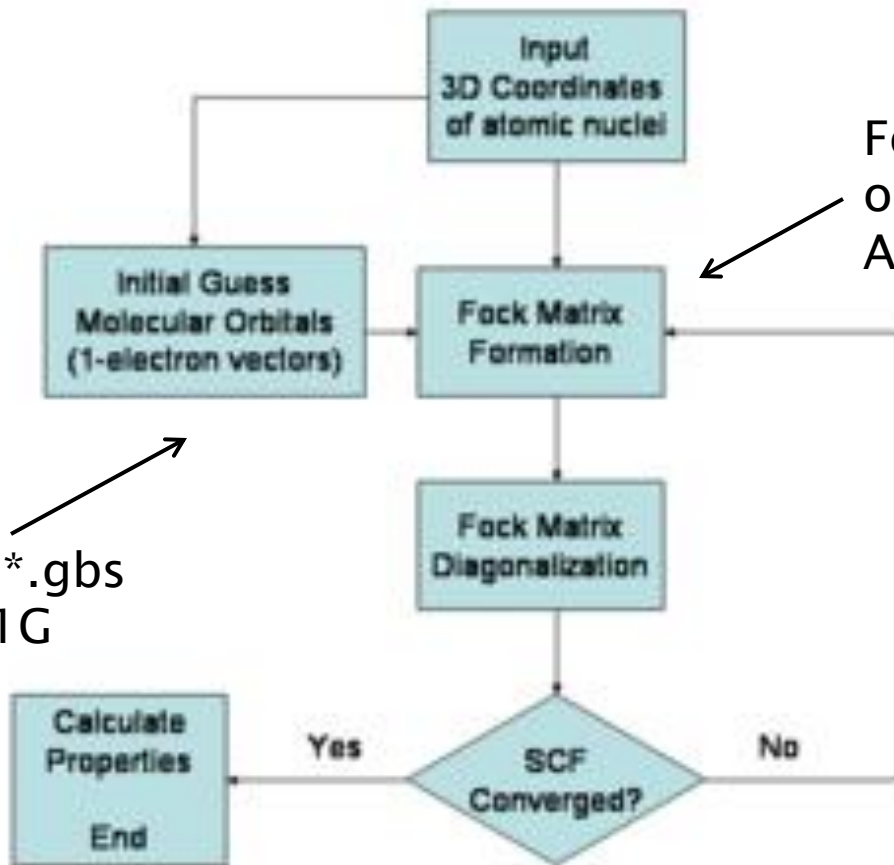 Input
3D Coordinates
of atomic nuclei
Initial Guess
Molecular Orbitals
(1-electron vectors)
Fock Matrix
Formation
*.gbs
Fock Matrix
Diagonalization
Calculate
Properties
End
Yes
SCF
Converged?
No